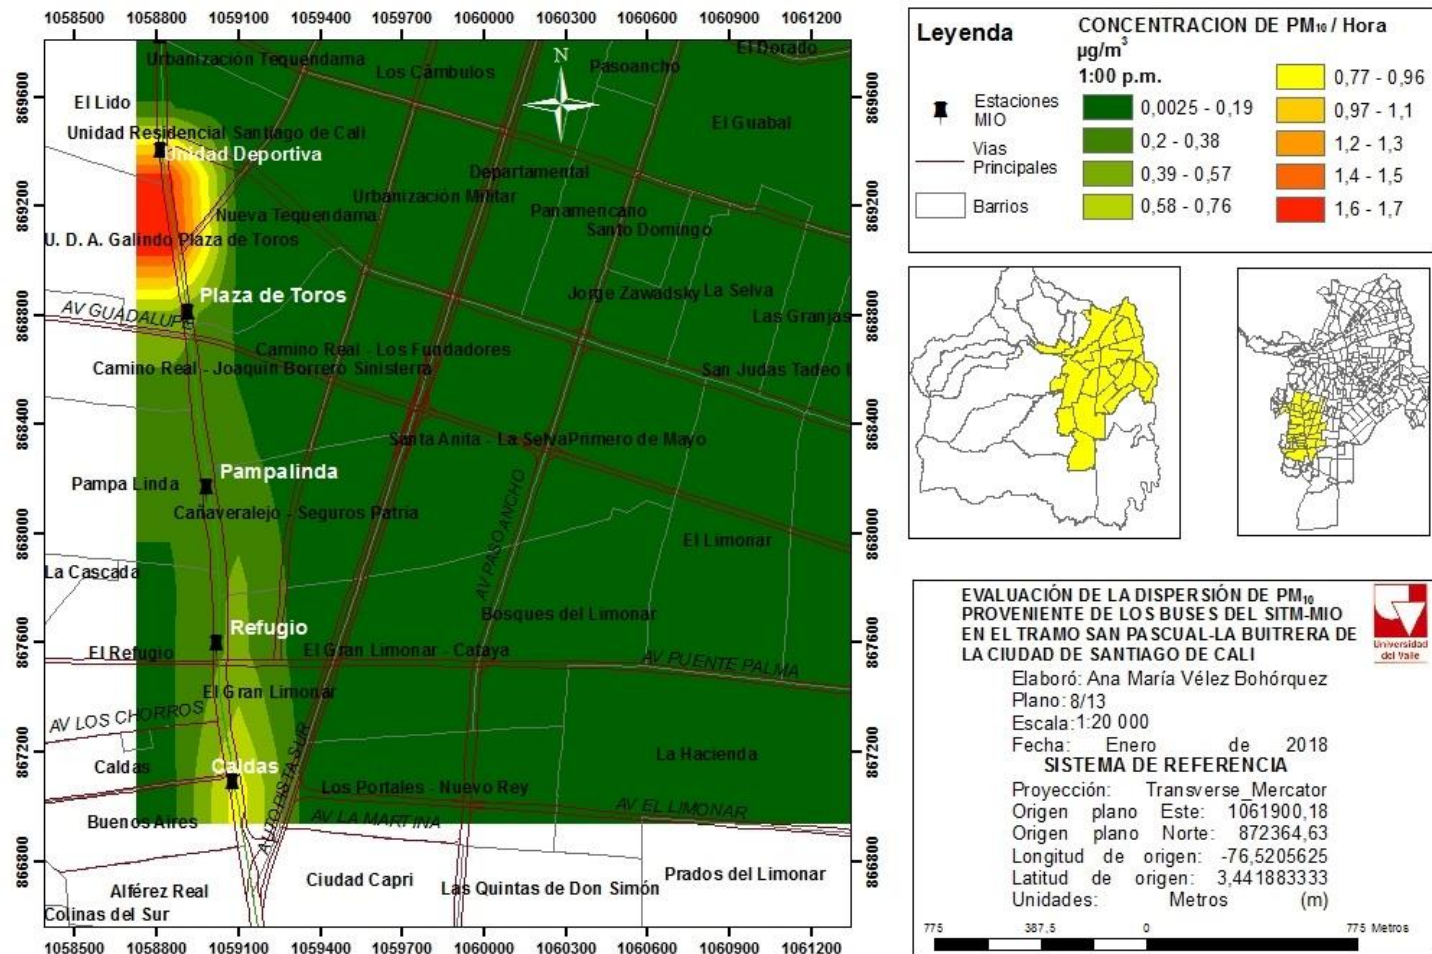 1058500 1058800 1059100 1059400 1059700 1060000 1060300 1060600 1060900 1061200
869600
869200
868800
868400
868000
867600
867200
866800
Urbanización Tequendama
Los Cámbulos
Pasoancho
El Dorado
N
El Lido
El Guabal
Unidad Residencial Santiago de Cali
Unidad Deportiva
Departamental
Urbanización Militar
Nueva Tequendama
Panamericano
Santo Domingo
U. D. A. Galindo Plaza de Toros
Plaza de Toros
Jorge Zawadsky
La Selva
AV GUADALUPE
Las Granjas
Camino Real - Los Fundadores
Camino Real - Joaquin Borrero Sinisterra
San Judas Tadeo
Santa Anita - La Selva
Primero de Mayo
Pampalinda
Pampa Linda
Cañaveralejo - Seguros Patria
AV PASOANCHO
El Limonar
La Cascada
Bosques del Limonar
Refugio
El Refugio
El Gran Limonar - Cataya
AV PUENTE PALMA
El Gran Limonar
AV LOS CHORROS
La Hacienda
Caldas
Caldas
AUTOPISTA SUR
Los Portales - Nuevo Rey
AV EL LIMONAR
Buenos Aires
AV LA MARTINA
Alférez Real
Ciudad Capri
Las Quintas de Don Simón
Prados del Limonar
Colinas del Sur
869600
869200
868800
868400
868000
867600
867200
866800
1058500 1058800 1059100 1059400 1059700 1060000 1060300 1060600 1060900 1061200
Leyenda
Estaciones
MIO
Vias
Principales
Barrios
CONCENTRACION DE PM₁₀ / Hora
µg/m³
1:00 p.m.
0,0025 - 0,19
0,2 - 0,38
0,39 - 0,57
0,58 - 0,76
0,77 - 0,96
0,97 - 1,1
1,2 - 1,3
1,4 - 1,5
1,6 - 1,7
EVALUACIÓN DE LA DISPERSIÓN DE PM₁₀
PROVENIENTE DE LOS BUSES DEL SITM-MIO
EN EL TRAMO SAN PASCUAL-LA BUITRERA DE
LA CIUDAD DE SANTIAGO DE CALI
Universidad
del Valle
Elaboró: Ana María Vélez Bohórquez
Plano: 8/13
Escala: 1:20 000
Fecha: Enero de 2018
SISTEMA DE REFERENCIA
Proyección: Transverse_Mercator
Origen plano Este: 1061900,18
Origen plano Norte: 872364,63
Longitud de origen: -76,5205625
Latitud de origen: 3,441883333
Unidades: Metros (m)
775 387,5 0 775 Metros